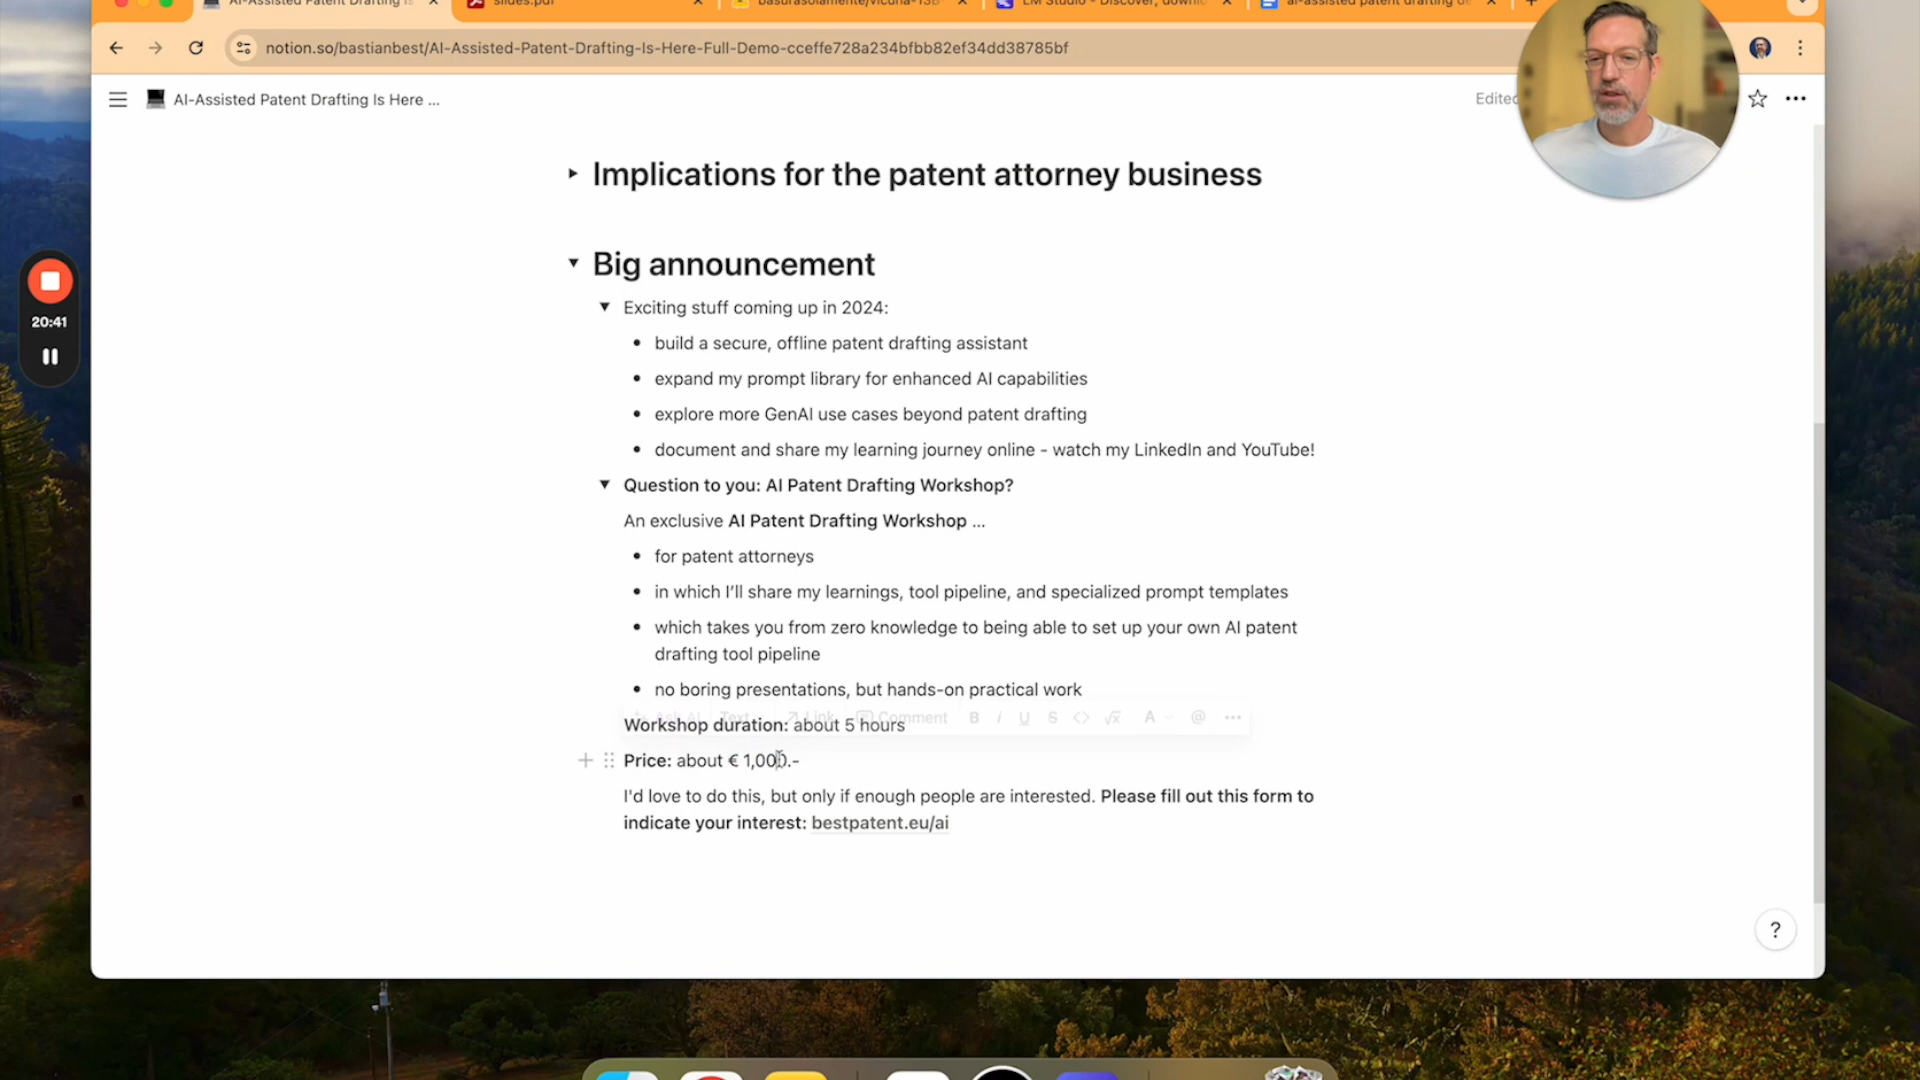 slides.pdf
notion.so/bastianbest/AI-Assisted-Patent-Drafting-Is-Here-Full-Demo-cceffe728a234bfbb82ef34dd38785bf
AI-Assisted Patent Drafting Is Here ...
Edited
Implications for the patent attorney business
Big announcement
20:41
Exciting stuff coming up in 2024:
• build a secure, offline patent drafting assistant
• expand my prompt library for enhanced AI capabilities
• explore more GenAI use cases beyond patent drafting
• document and share my learning journey online - watch my LinkedIn and YouTube!
Question to you: AI Patent Drafting Workshop?
An exclusive AI Patent Drafting Workshop ...
• for patent attorneys
• in which I’ll share my learnings, tool pipeline, and specialized prompt templates
• which takes you from zero knowledge to being able to set up your own AI patent
drafting tool pipeline
• no boring presentations, but hands-on practical work
Ask AI Text Link Comment B i U S <> √x A @ •••
Workshop duration: about 5 hours
Price: about € 1,000.-
I'd love to do this, but only if enough people are interested. Please fill out this form to
indicate your interest: bestpatent.eu/ai
?